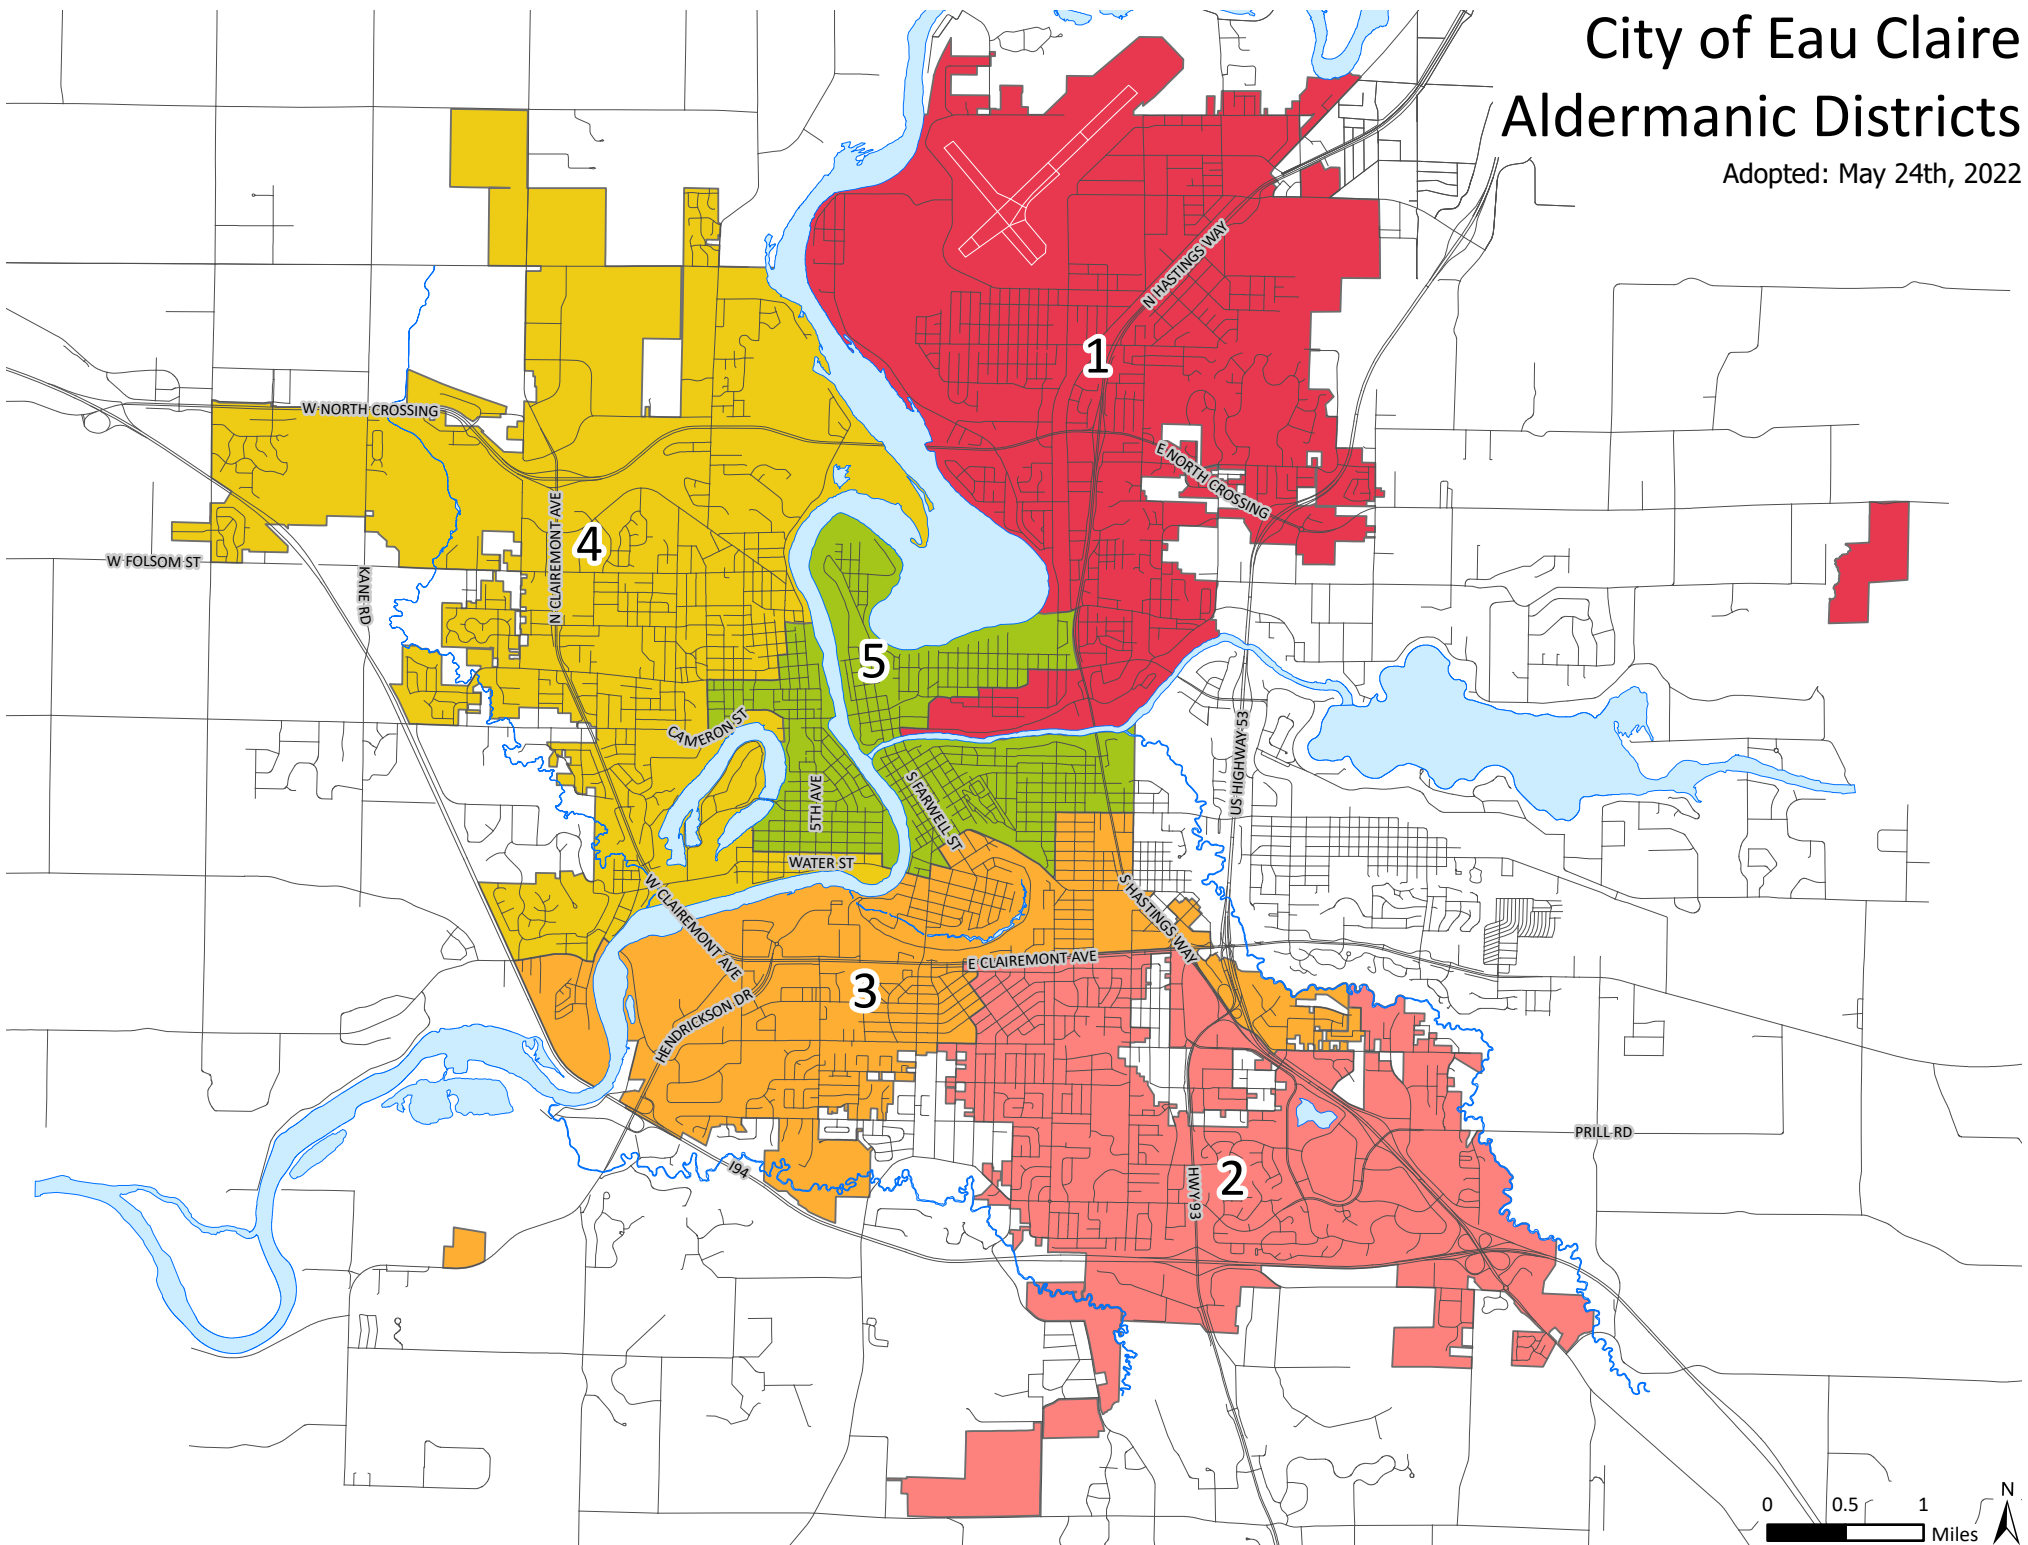 City of Eau Claire
Aldermanic Districts
Adopted: May 24th, 2022
N HASTINGS WAY
1
W NORTH CROSSING
E NORTH CROSSING
N CLAIREMONT AVE
4
W FOLSOM ST
KANE RD
5
CAMERON ST
US HIGHWAY 53
5TH AVE
S FARWELL ST
WATER ST
W CLAIREMONT AVE
S HASTINGS WAY
E CLAIREMONT AVE
3
HENDRICKSON DR
PRILL RD
I94
HWY 93
2
N
0 0.5 1
Miles